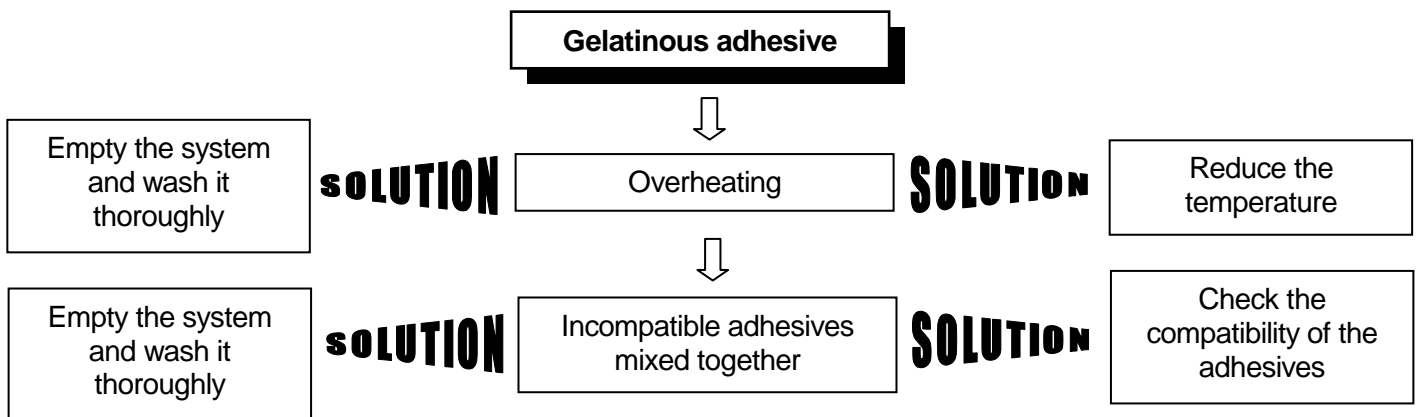 Gelatinous adhesive
Empty the system
and wash it
thoroughly
SOLUTION
Overheating
SOLUTION
Reduce the
temperature
Empty the system
and wash it
thoroughly
SOLUTION
Incompatible adhesives
mixed together
SOLUTION
Check the
compatibility of the
adhesives